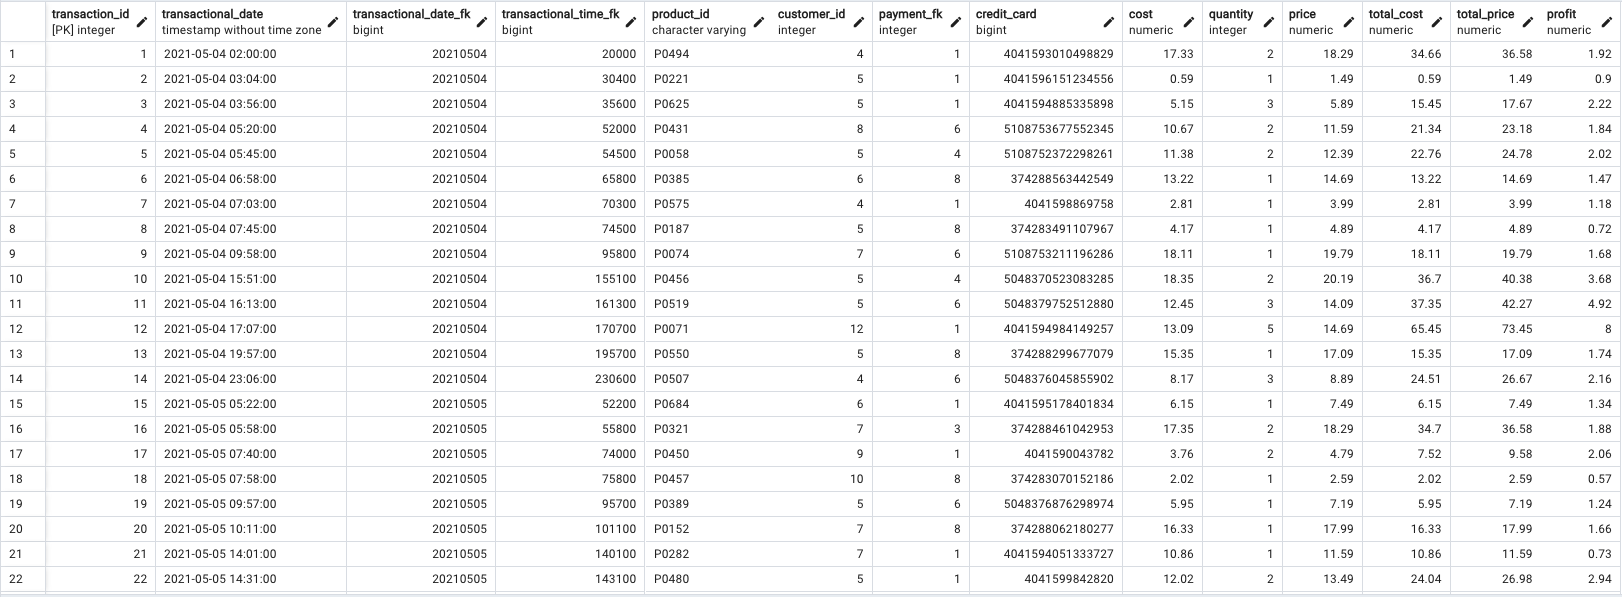 transaction_id transactional_date transactional_date_fk transactional_time_fk product_id customer_id payment_fk credit_card cost quantity price total_cost total_price profit
[PK] integer timestamp without time zone bigint bigint character varying integer integer bigint numeric integer numeric numeric numeric numeric
1 1 2021-05-04 02:00:00 20210504 20000 P0494 4 1 4041593010498829 17.33 2 18.29 34.66 36.58 1.92
2 2 2021-05-04 03:04:00 20210504 30400 P0221 5 1 4041596151234556 0.59 1 1.49 0.59 1.49 0.9
3 3 2021-05-04 03:56:00 20210504 35600 P0625 5 1 4041594885335898 5.15 3 5.89 15.45 17.67 2.22
4 4 2021-05-04 05:20:00 20210504 52000 P0431 8 6 5108753677552345 10.67 2 11.59 21.34 23.18 1.84
5 5 2021-05-04 05:45:00 20210504 54500 P0058 5 4 5108752372298261 11.38 2 12.39 22.76 24.78 2.02
6 6 2021-05-04 06:58:00 20210504 65800 P0385 6 8 374288563442549 13.22 1 14.69 13.22 14.69 1.47
7 7 2021-05-04 07:03:00 20210504 70300 P0575 4 1 4041598869758 2.81 1 3.99 2.81 3.99 1.18
8 8 2021-05-04 07:45:00 20210504 74500 P0187 5 8 374283491107967 4.17 1 4.89 4.17 4.89 0.72
9 9 2021-05-04 09:58:00 20210504 95800 P0074 7 6 5108753211196286 18.11 1 19.79 18.11 19.79 1.68
10 10 2021-05-04 15:51:00 20210504 155100 P0456 5 4 5048370523083285 18.35 2 20.19 36.7 40.38 3.68
11 11 2021-05-04 16:13:00 20210504 161300 P0519 5 6 5048379752512880 12.45 3 14.09 37.35 42.27 4.92
12 12 2021-05-04 17:07:00 20210504 170700 P0071 12 1 4041594984149257 13.09 5 14.69 65.45 73.45 8
13 13 2021-05-04 19:57:00 20210504 195700 P0550 5 8 374288299677079 15.35 1 17.09 15.35 17.09 1.74
14 14 2021-05-04 23:06:00 20210504 230600 P0507 4 6 5048376045855902 8.17 3 8.89 24.51 26.67 2.16
15 15 2021-05-05 05:22:00 20210505 52200 P0684 6 1 4041595178401834 6.15 1 7.49 6.15 7.49 1.34
16 16 2021-05-05 05:58:00 20210505 55800 P0321 7 3 374288461042953 17.35 2 18.29 34.7 36.58 1.88
17 17 2021-05-05 07:40:00 20210505 74000 P0450 9 1 4041590043782 3.76 2 4.79 7.52 9.58 2.06
18 18 2021-05-05 07:58:00 20210505 75800 P0457 10 8 374283070152186 2.02 1 2.59 2.02 2.59 0.57
19 19 2021-05-05 09:57:00 20210505 95700 P0389 5 6 5048376876298974 5.95 1 7.19 5.95 7.19 1.24
20 20 2021-05-05 10:11:00 20210505 101100 P0152 7 8 374288062180277 16.33 1 17.99 16.33 17.99 1.66
21 21 2021-05-05 14:01:00 20210505 140100 P0282 7 1 4041594051333727 10.86 1 11.59 10.86 11.59 0.73
22 22 2021-05-05 14:31:00 20210505 143100 P0480 5 1 4041599842820 12.02 2 13.49 24.04 26.98 2.94